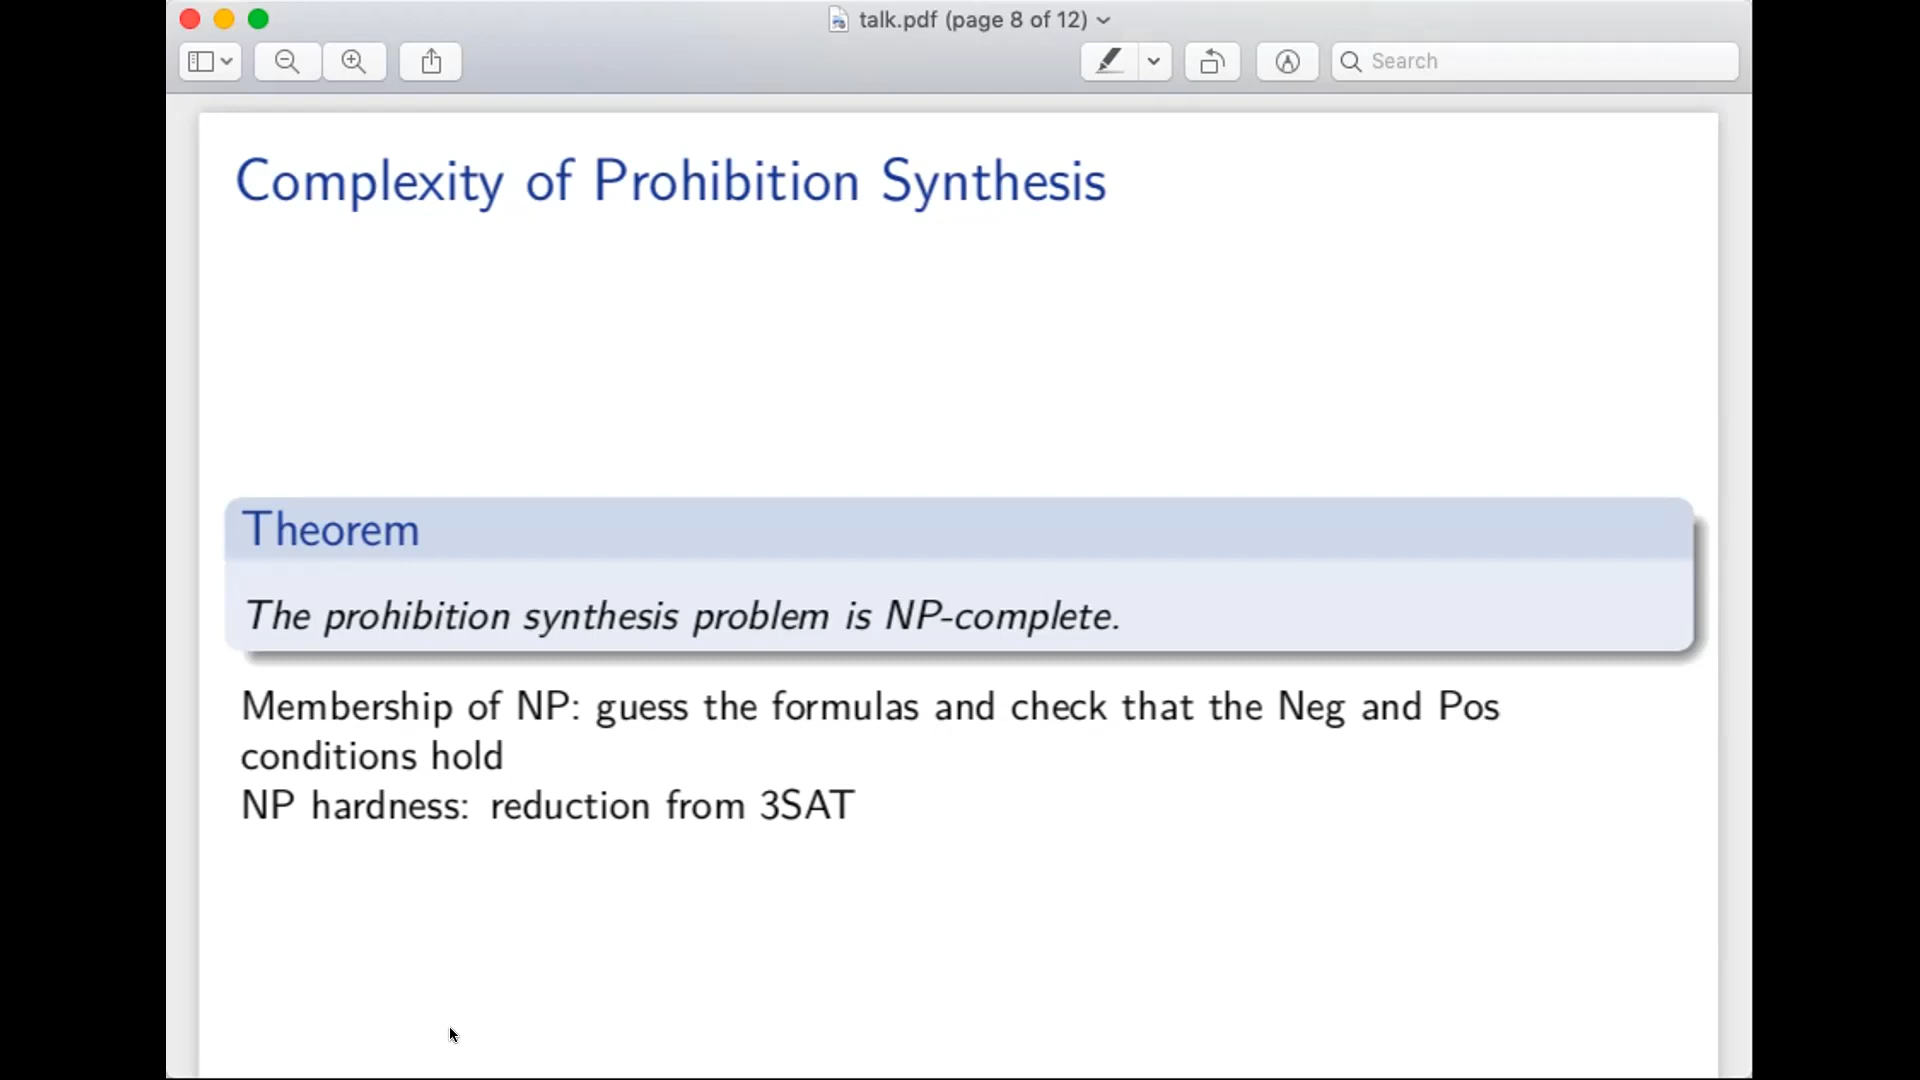 talk.pdf (page 8 of 12)
Search
Complexity of Prohibition Synthesis
Theorem
The prohibition synthesis problem is NP-complete.
Membership of NP: guess the formulas and check that the Neg and Pos
conditions hold
NP hardness: reduction from 3SAT